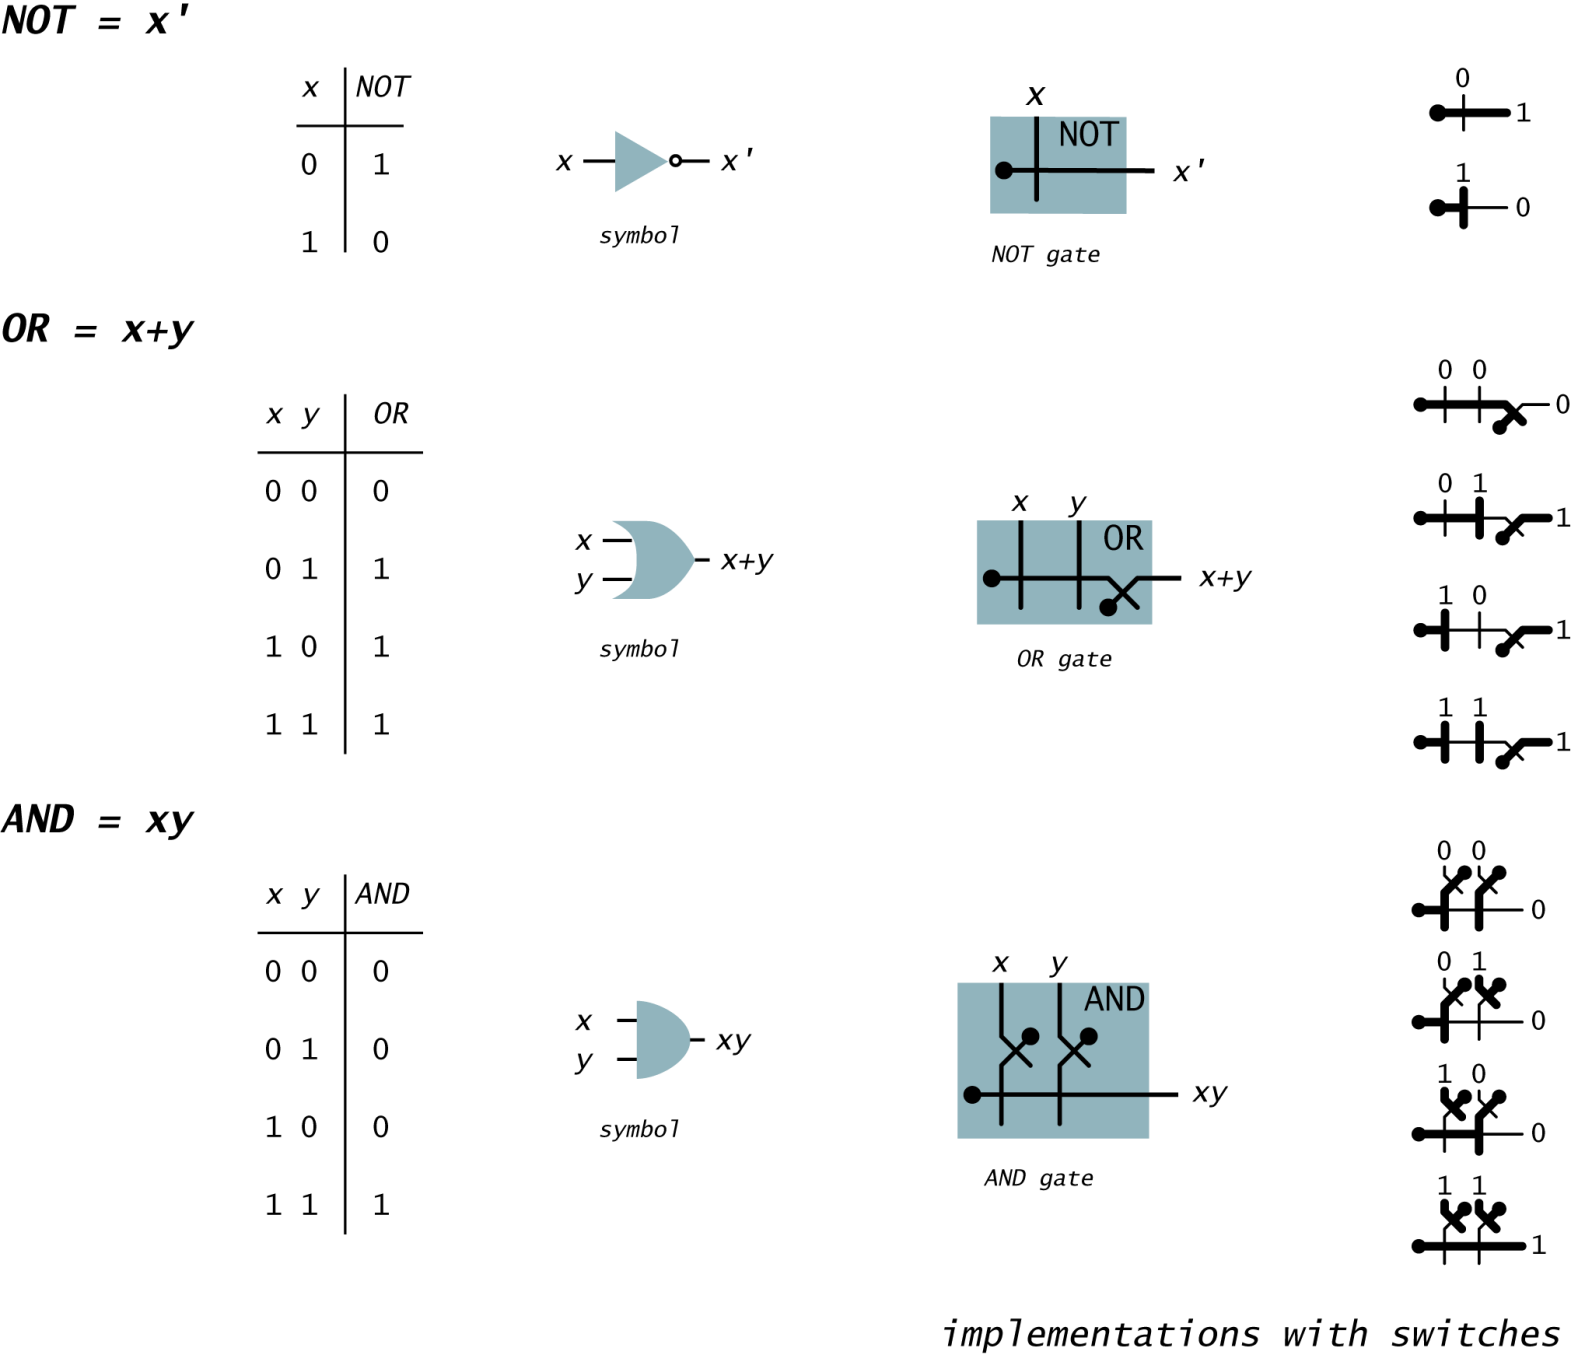 NOT = x'
x NOT
0 1
1 0
x x'
symbol
x
NOT
x'
NOT gate
0
1
1
0
OR = x+y
x y OR
0 0 0
0 1 1
1 0 1
1 1 1
x
y
x+y
symbol
x y
OR
x+y
OR gate
0 0
0
0 1
1
1 0
1
1 1
1
AND = xy
x y AND
0 0 0
0 1 0
1 0 0
1 1 1
x
y
xy
symbol
x y
AND
xy
AND gate
0 0
0
0 1
0
1 0
0
1 1
1
implementations with switches